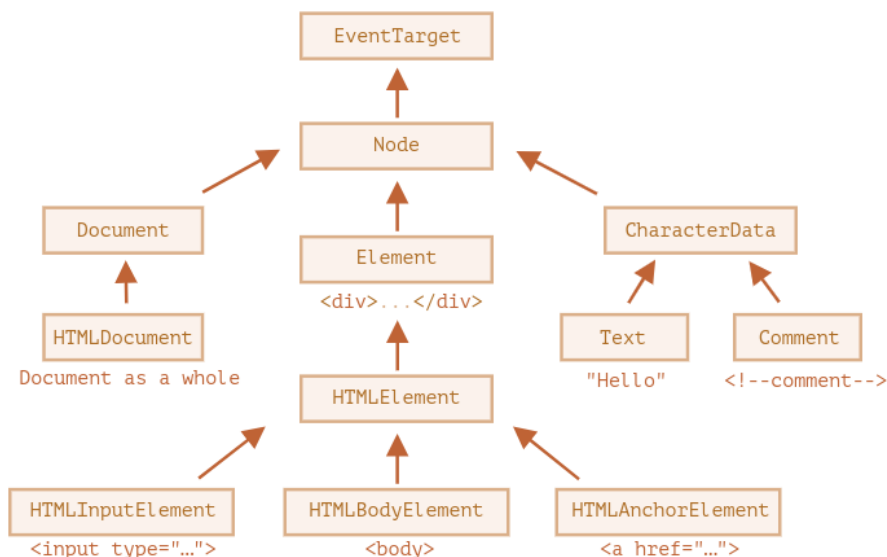 EventTarget
Node
Document
Element
CharacterData
<div>...</div>
HTMLDocument
Text
Comment
Document as a whole
"Hello"
<!--comment-->
HTMLElement
HTMLInputElement
HTMLBodyElement
HTMLAnchorElement
<input type="…">
<body>
<a href="…">